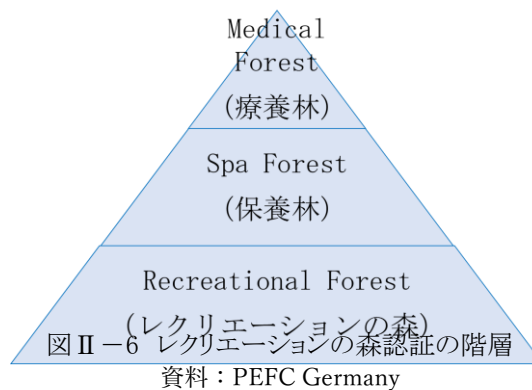 Medical
Forest
(療養林)
Spa Forest
(保養林)
Recreational Forest
(レクリエーションの森)
図Ⅱ－6 レクリエーションの森認証の階層
資料：PEFC Germany